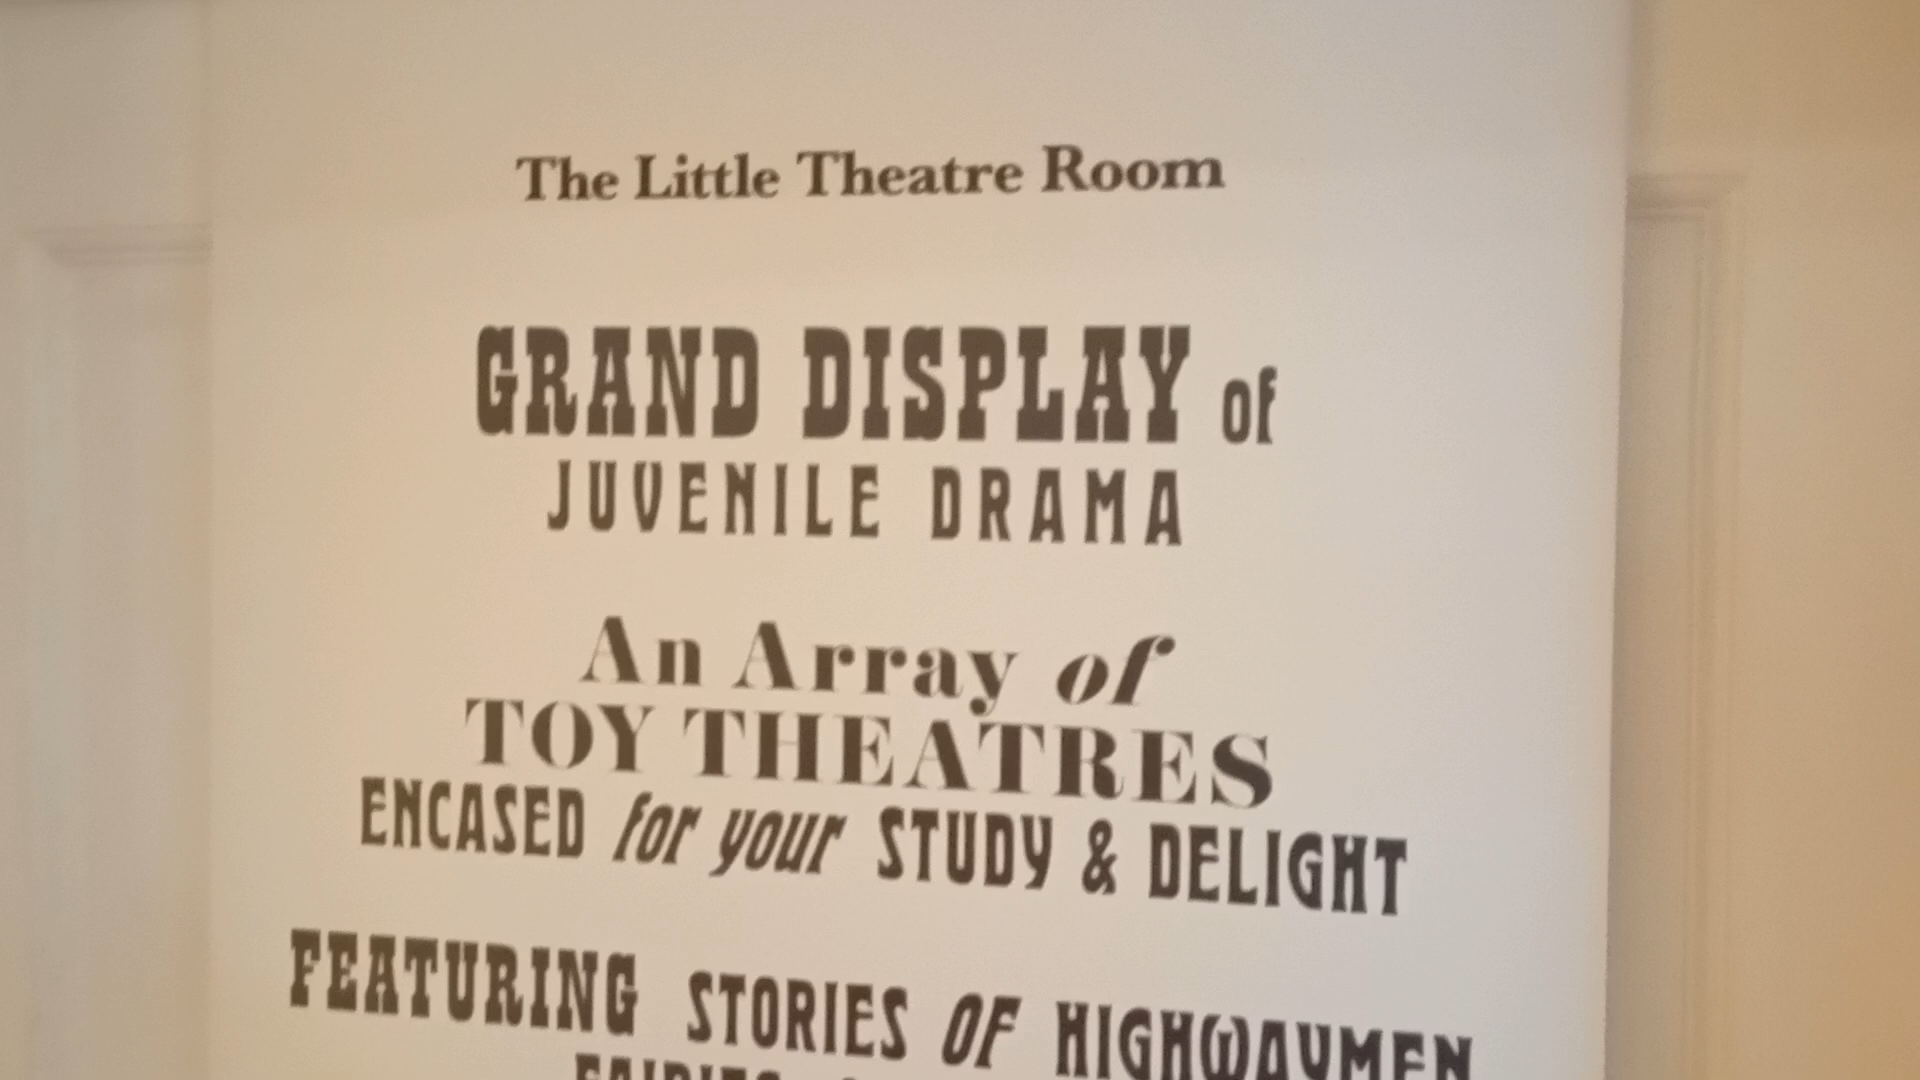 The Little Theatre Room
GRAND DISPLAY of
JUVENILE DRAMA
An Array of
TOY THEATRES
ENCASED for your STUDY & DELIGHT
FEATURING STORIES OF HIGHWAYMEN
FAIRIES